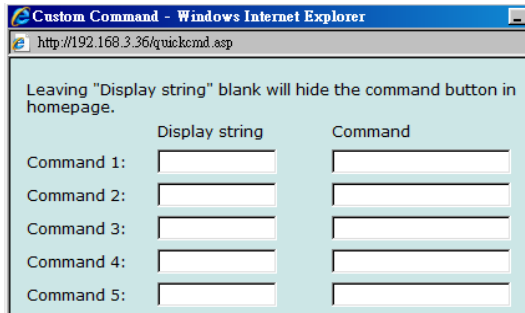 Custom Command - Windows Internet Explorer
http://192.168.3.36/quickcmd.asp
Leaving "Display string" blank will hide the command button in
homepage.
Display string Command
Command 1:
Command 2:
Command 3:
Command 4:
Command 5: